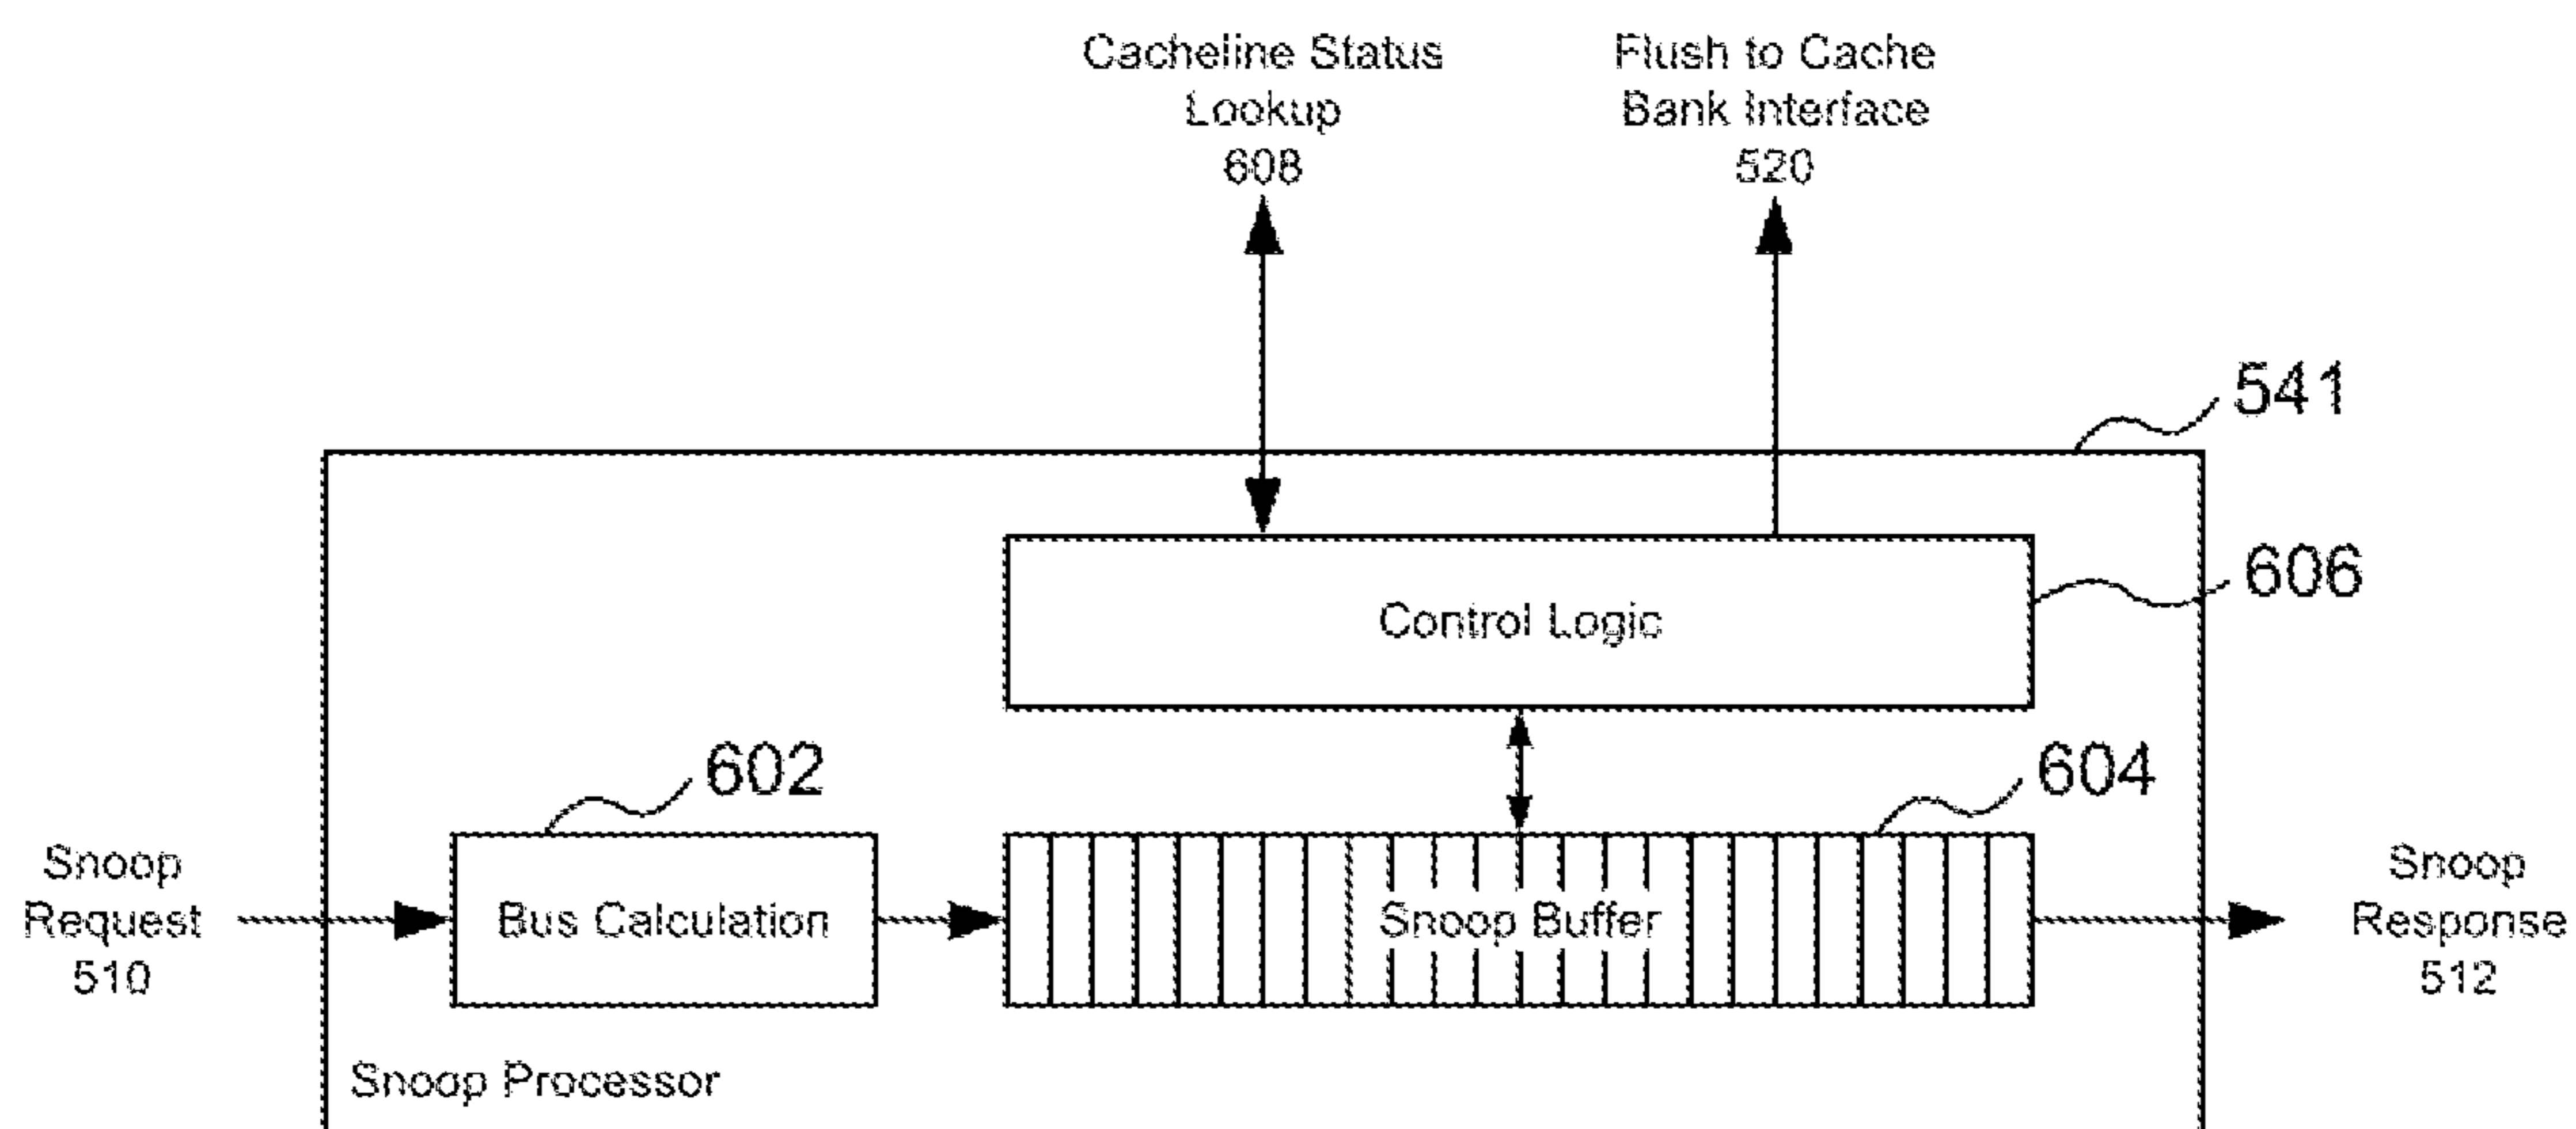 Cacheline Status
Lookup
608
Flush to Cache
Bank Interface
520
541
Control Logic
606
602
604
Snoop
Request
510
Bus Calculation
Snoop Buffer
Snoop
Response
512
Snoop Processor